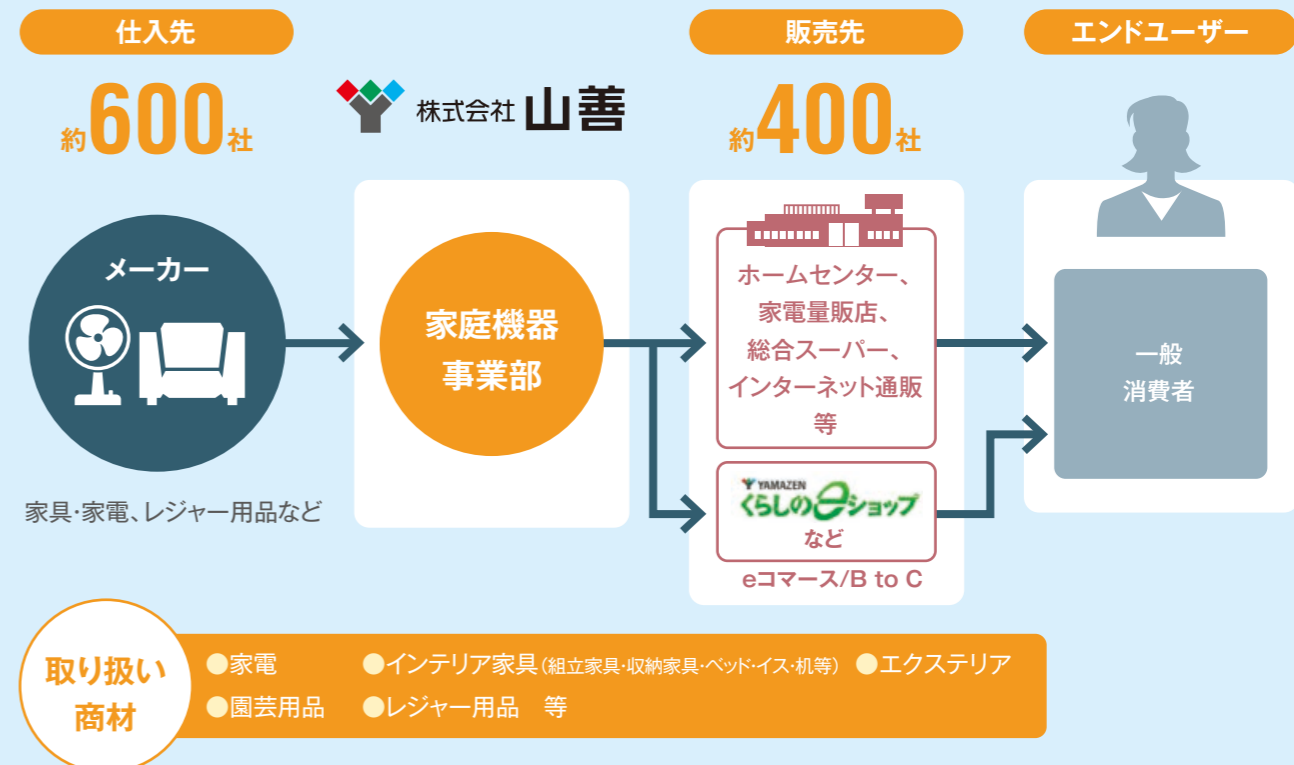 仕入先
約600社
株式会社 山善
販売先
約400社
エンドユーザー
メーカー
家具・家電、レジャー用品など
家庭機器
事業部
ホームセンター、
家電量販店、
総合スーパー、
インターネット通販
等
YAMAZEN
くらしのeショップ
など
eコマース/B to C
一般
消費者
取り扱い
商材
●家電 ●インテリア家具(組立家具・収納家具・ベッド・イス・机等) ●エクステリア
●園芸用品 ●レジャー用品 等